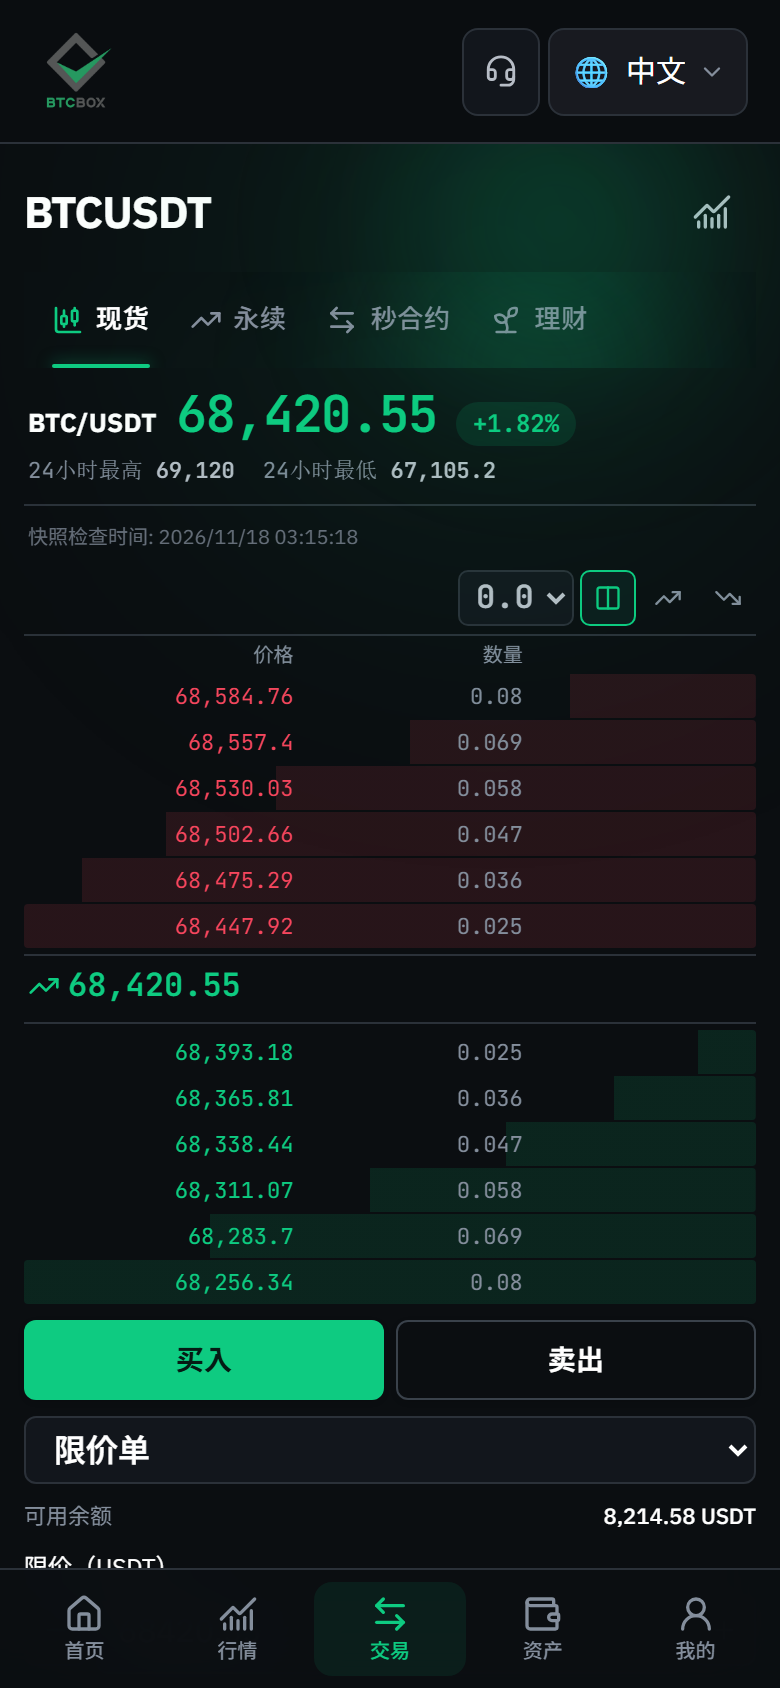 BTCBOX
中文
BTCUSDT
现货 永续 秒合约 理财
BTC/USDT 68,420.55 +1.82%
24小时最高 69,120 24小时最低 67,105.2
快照检查时间: 2026/11/18 03:15:18
0.0
价格 数量
68,584.76 0.08
68,557.4 0.069
68,530.03 0.058
68,502.66 0.047
68,475.29 0.036
68,447.92 0.025
68,420.55
68,393.18 0.025
68,365.81 0.036
68,338.44 0.047
68,311.07 0.058
68,283.7 0.069
68,256.34 0.08
买入 卖出
限价单
可用余额 8,214.58 USDT
限价（USDT）
首页 行情 交易 资产 我的